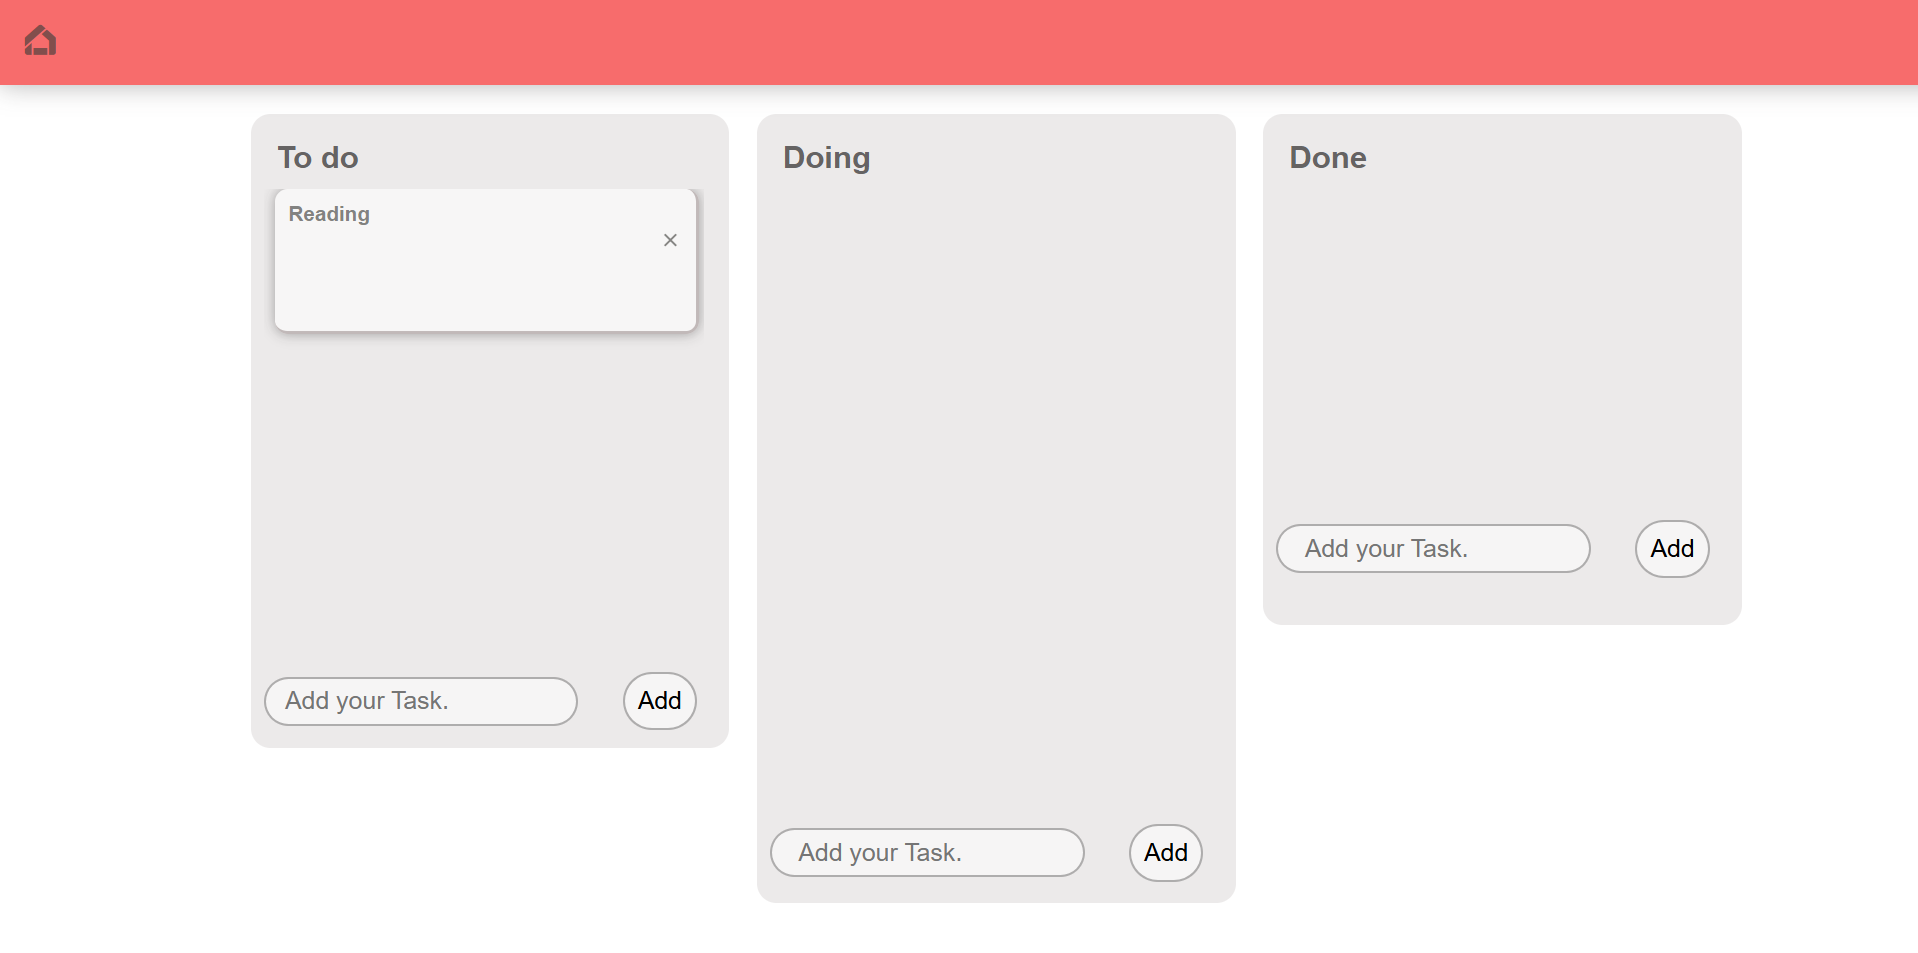 To do
Reading
×
Add your Task.
Add
Doing
Add your Task.
Add
Done
Add your Task.
Add